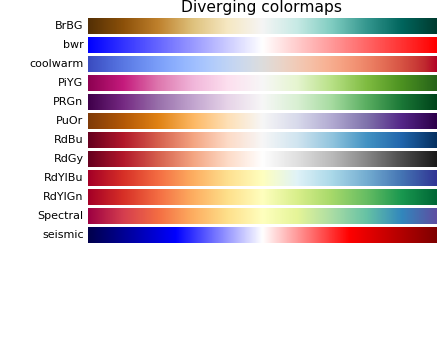 Diverging colormaps
BrBG
bwr
coolwarm
PiYG
PRGn
PuOr
RdBu
RdGy
RdYlBu
RdYlGn
Spectral
seismic